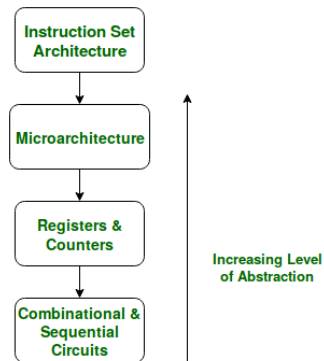 Instruction Set
Architecture
Microarchitecture
Registers &
Counters
Increasing Level
of Abstraction
Combinational &
Sequential
Circuits